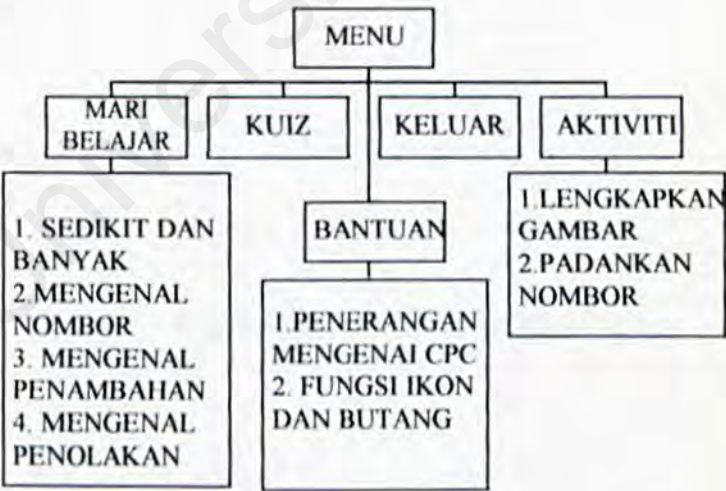 MENU
MARI
BELAJAR
KUIZ
KELUAR
AKTIVITI
1. SEDIKIT DAN
BANYAK
2.MENGENAL
NOMBOR
3. MENGENAL
PENAMBAHAN
4. MENGENAL
PENOLAKAN
BANTUAN
1.PENERANGAN
MENGENAI CPC
2. FUNGSI IKON
DAN BUTANG
1.LENGKAPKAN
GAMBAR
2.PADANKAN
NOMBOR